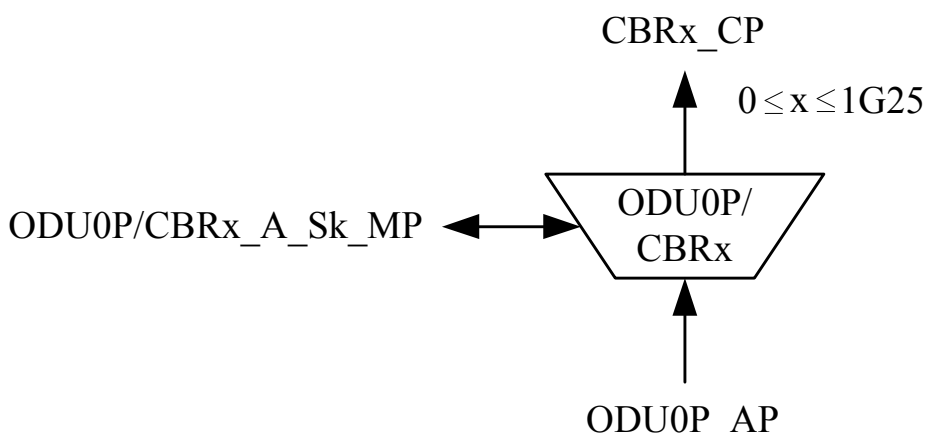 CBRx_CP
0 ≤ x ≤ 1G25
ODU0P/
CBRx
ODU0P/CBRx_A_Sk_MP
ODU0P_AP